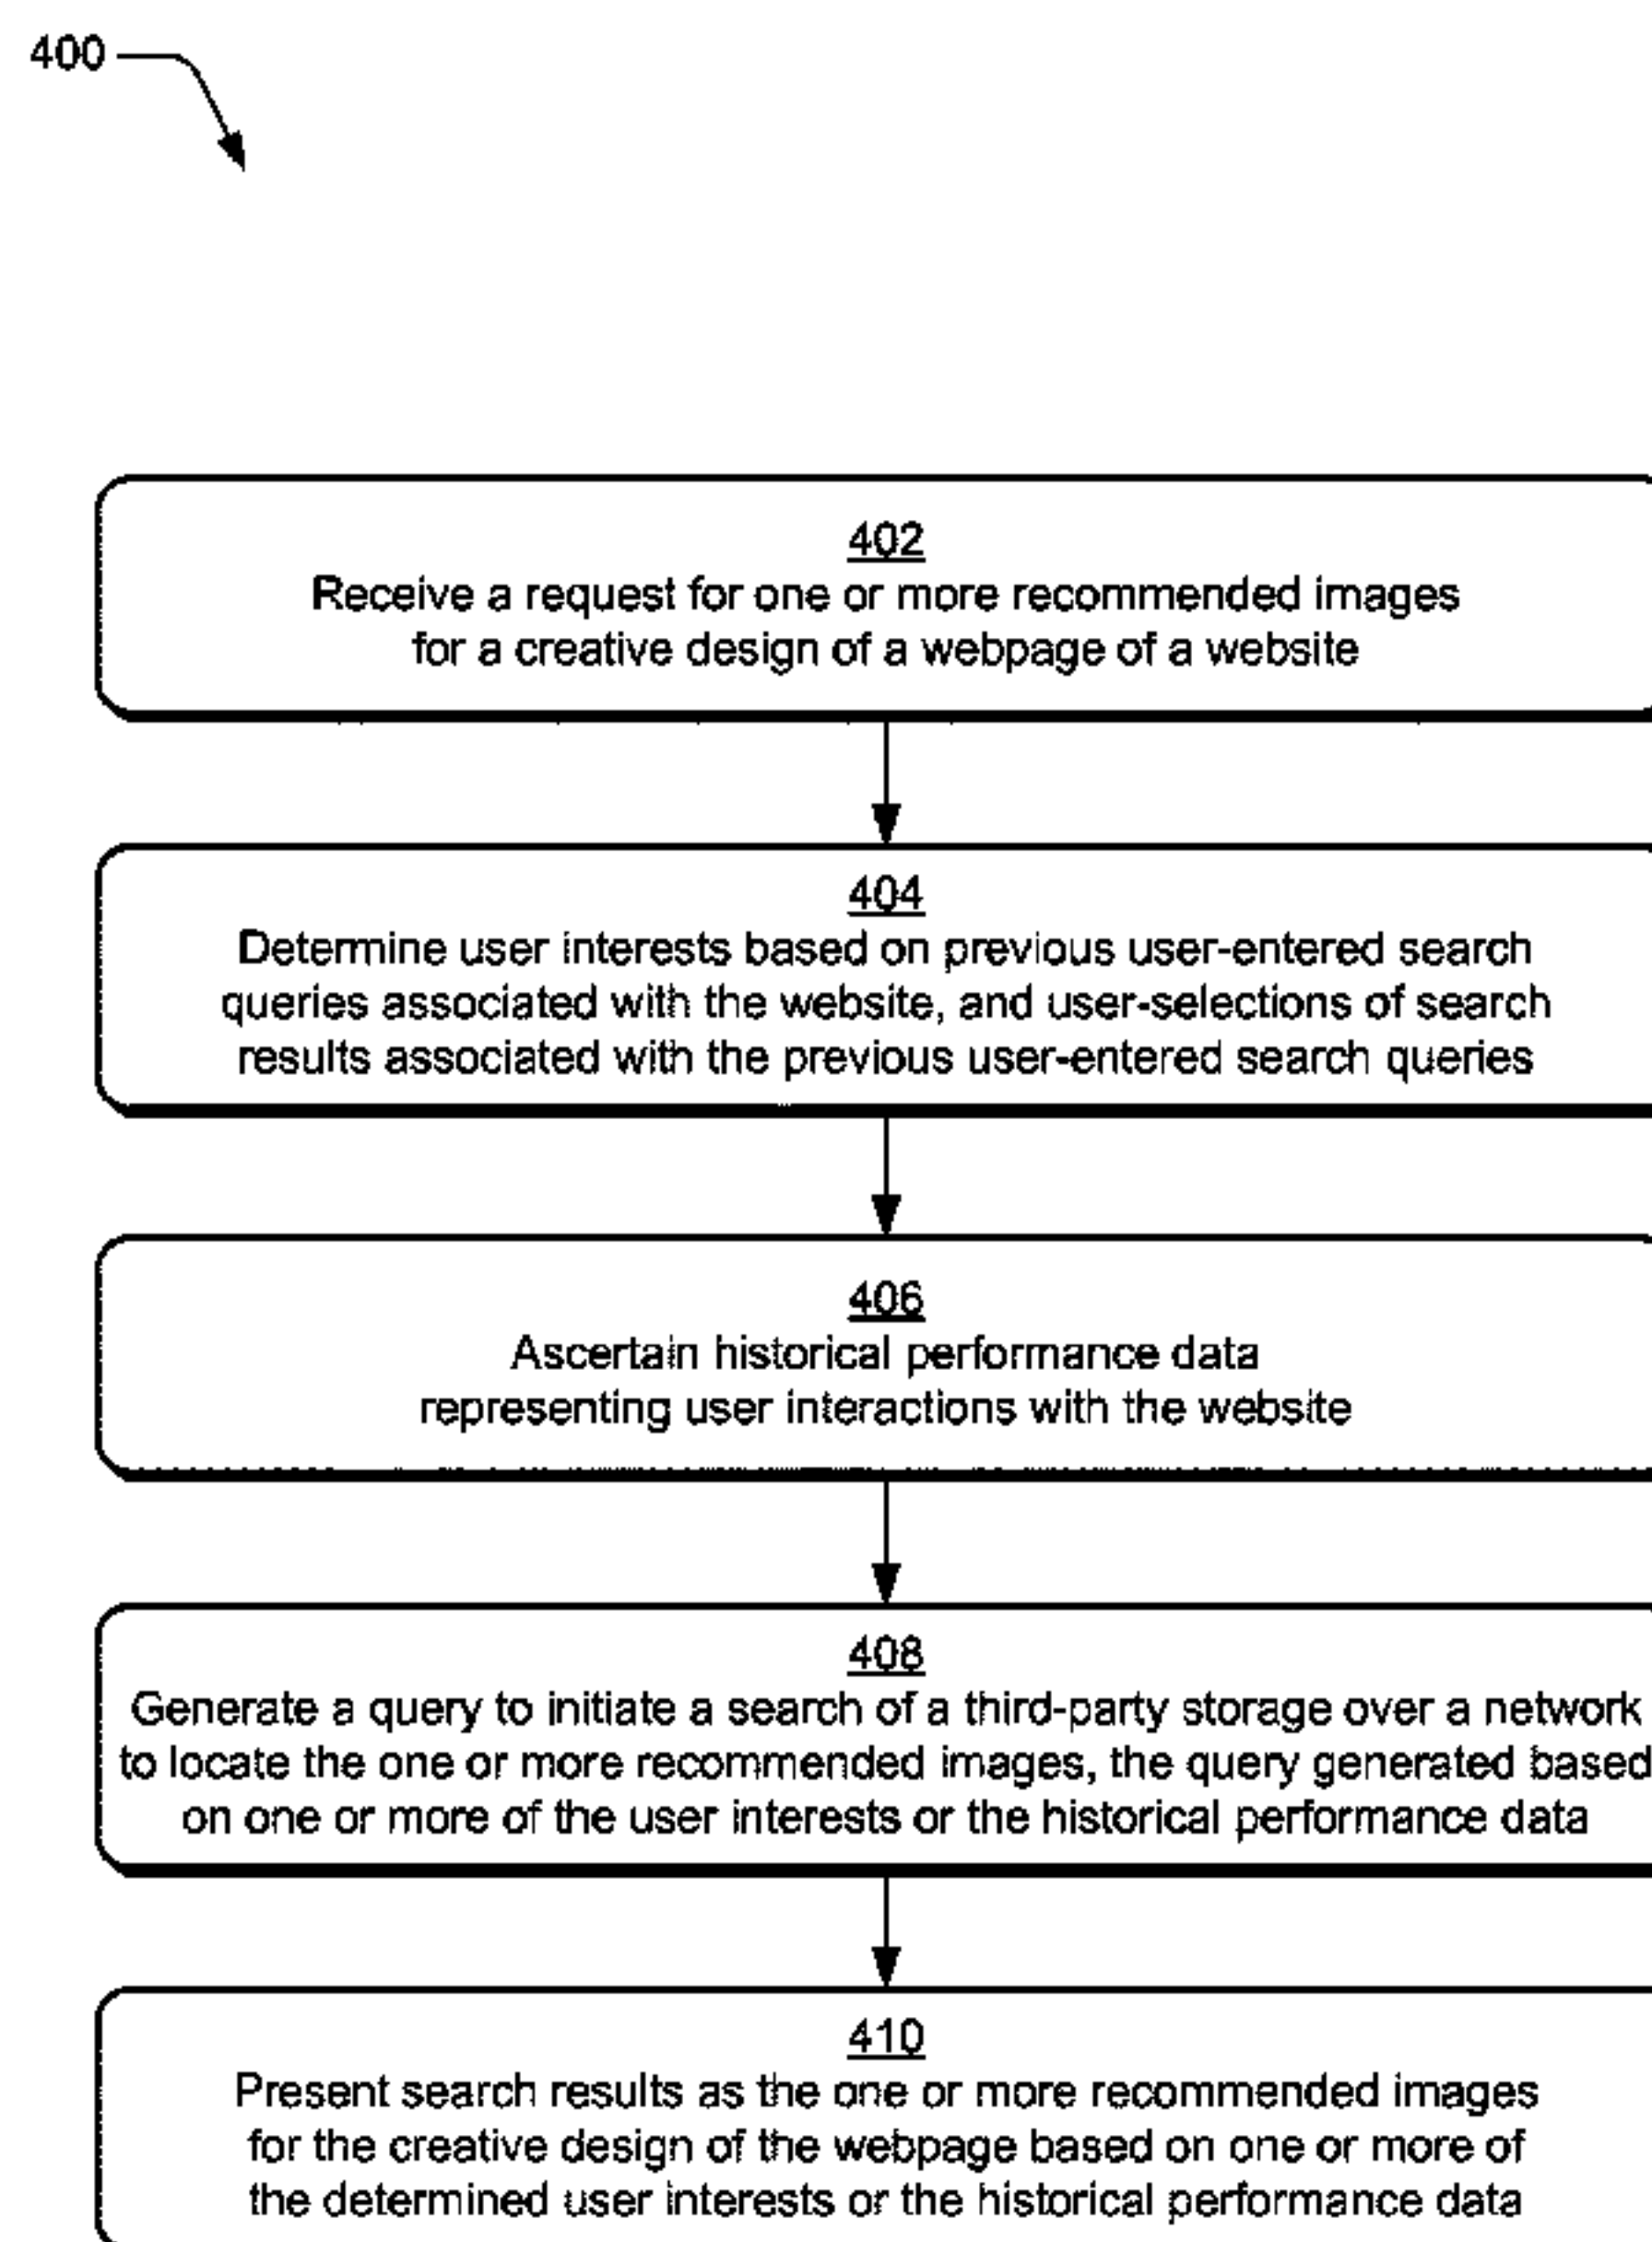 400
402
Receive a request for one or more recommended images
for a creative design of a webpage of a website
404
Determine user interests based on previous user-entered search
queries associated with the website, and user-selections of search
results associated with the previous user-entered search queries
406
Ascertain historical performance data
representing user interactions with the website
408
Generate a query to initiate a search of a third-party storage over a network
to locate the one or more recommended images, the query generated based
on one or more of the user interests or the historical performance data
410
Present search results as the one or more recommended images
for the creative design of the webpage based on one or more of
the determined user interests or the historical performance data